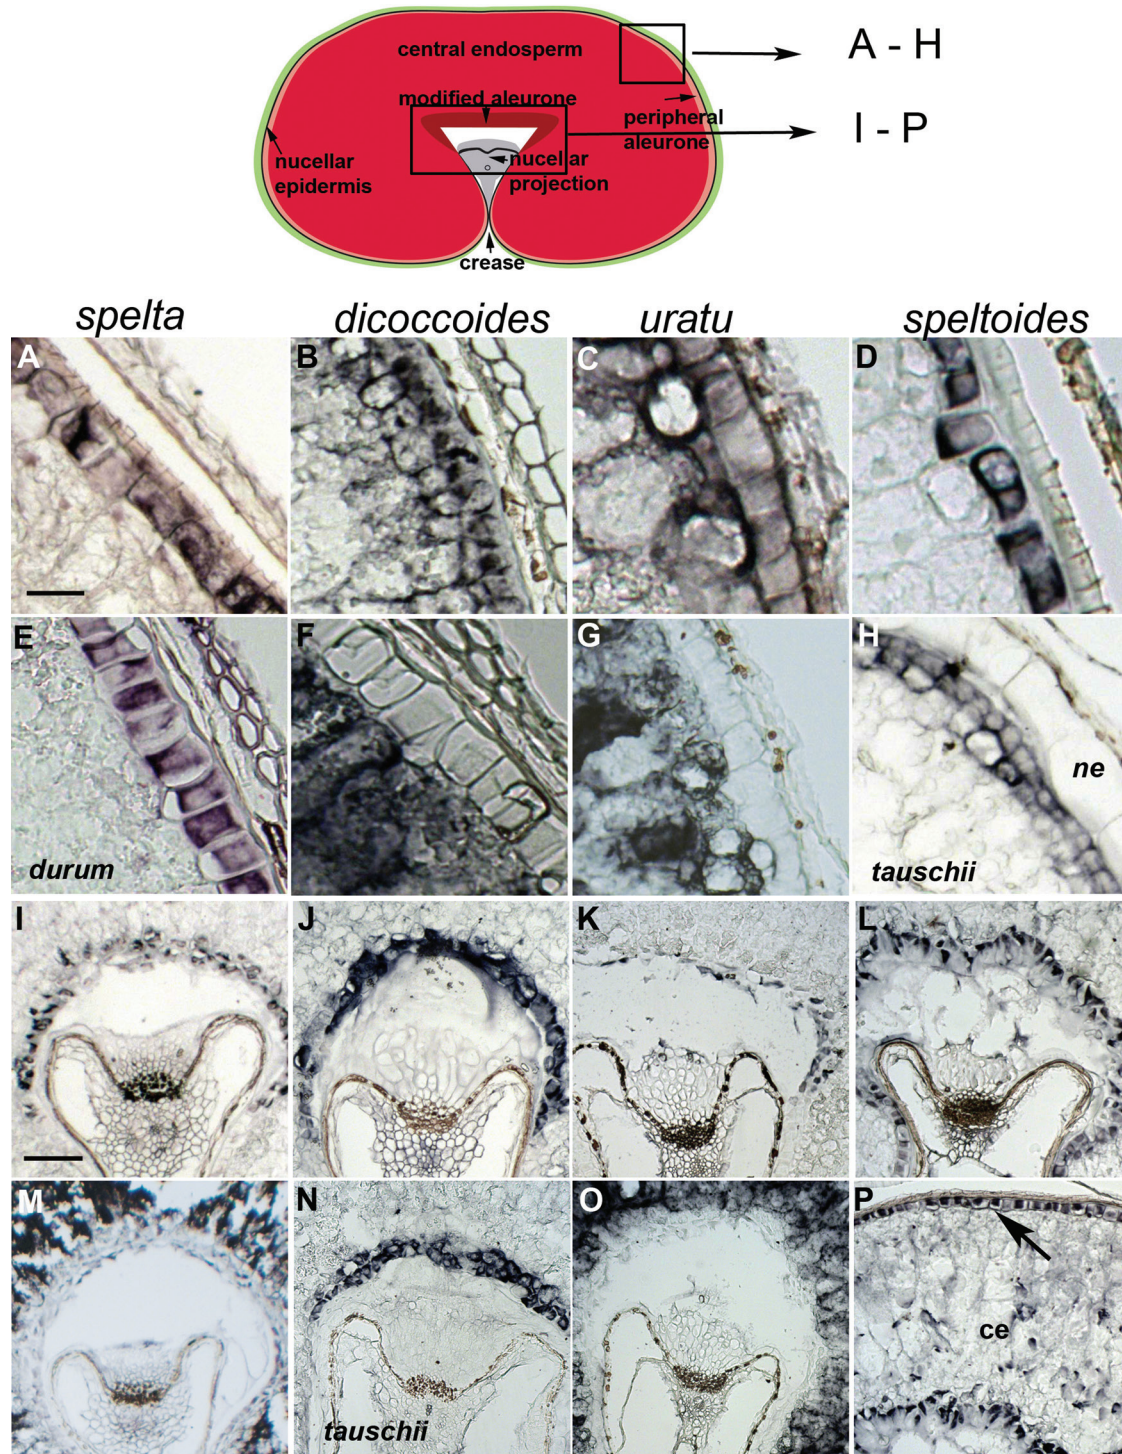 central endosperm
A - H
modified aleurone
peripheral
aleurone
I - P
nucellar
epidermis
nucellar
projection
crease
spelta
dicoccoides
uratu
speltoides
A
B
C
D
E
F
G
H
durum
ne
tauschii
I
J
K
L
M
N
O
P
ce
tauschii